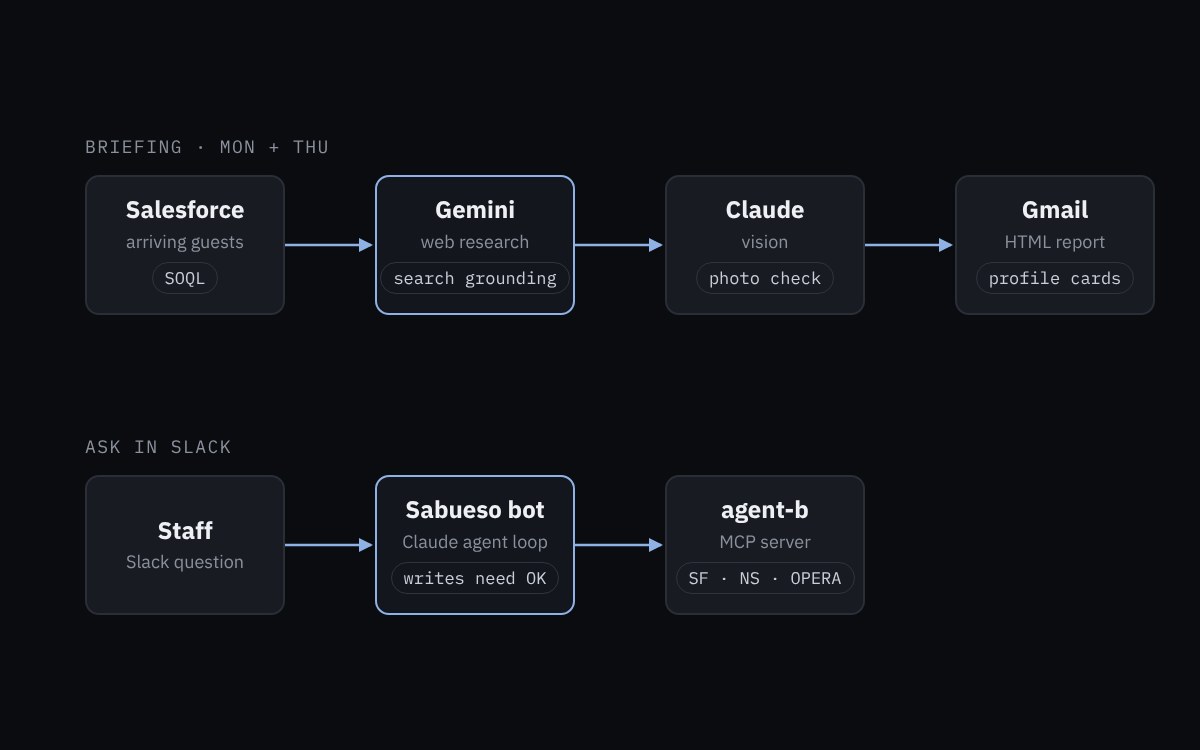 BRIEFING · MON + THU
Salesforce
arriving guests
SOQL
Gemini
web research
search grounding
Claude
vision
photo check
Gmail
HTML report
profile cards
ASK IN SLACK
Staff
Slack question
Sabueso bot
Claude agent loop
writes need OK
agent-b
MCP server
SF · NS · OPERA